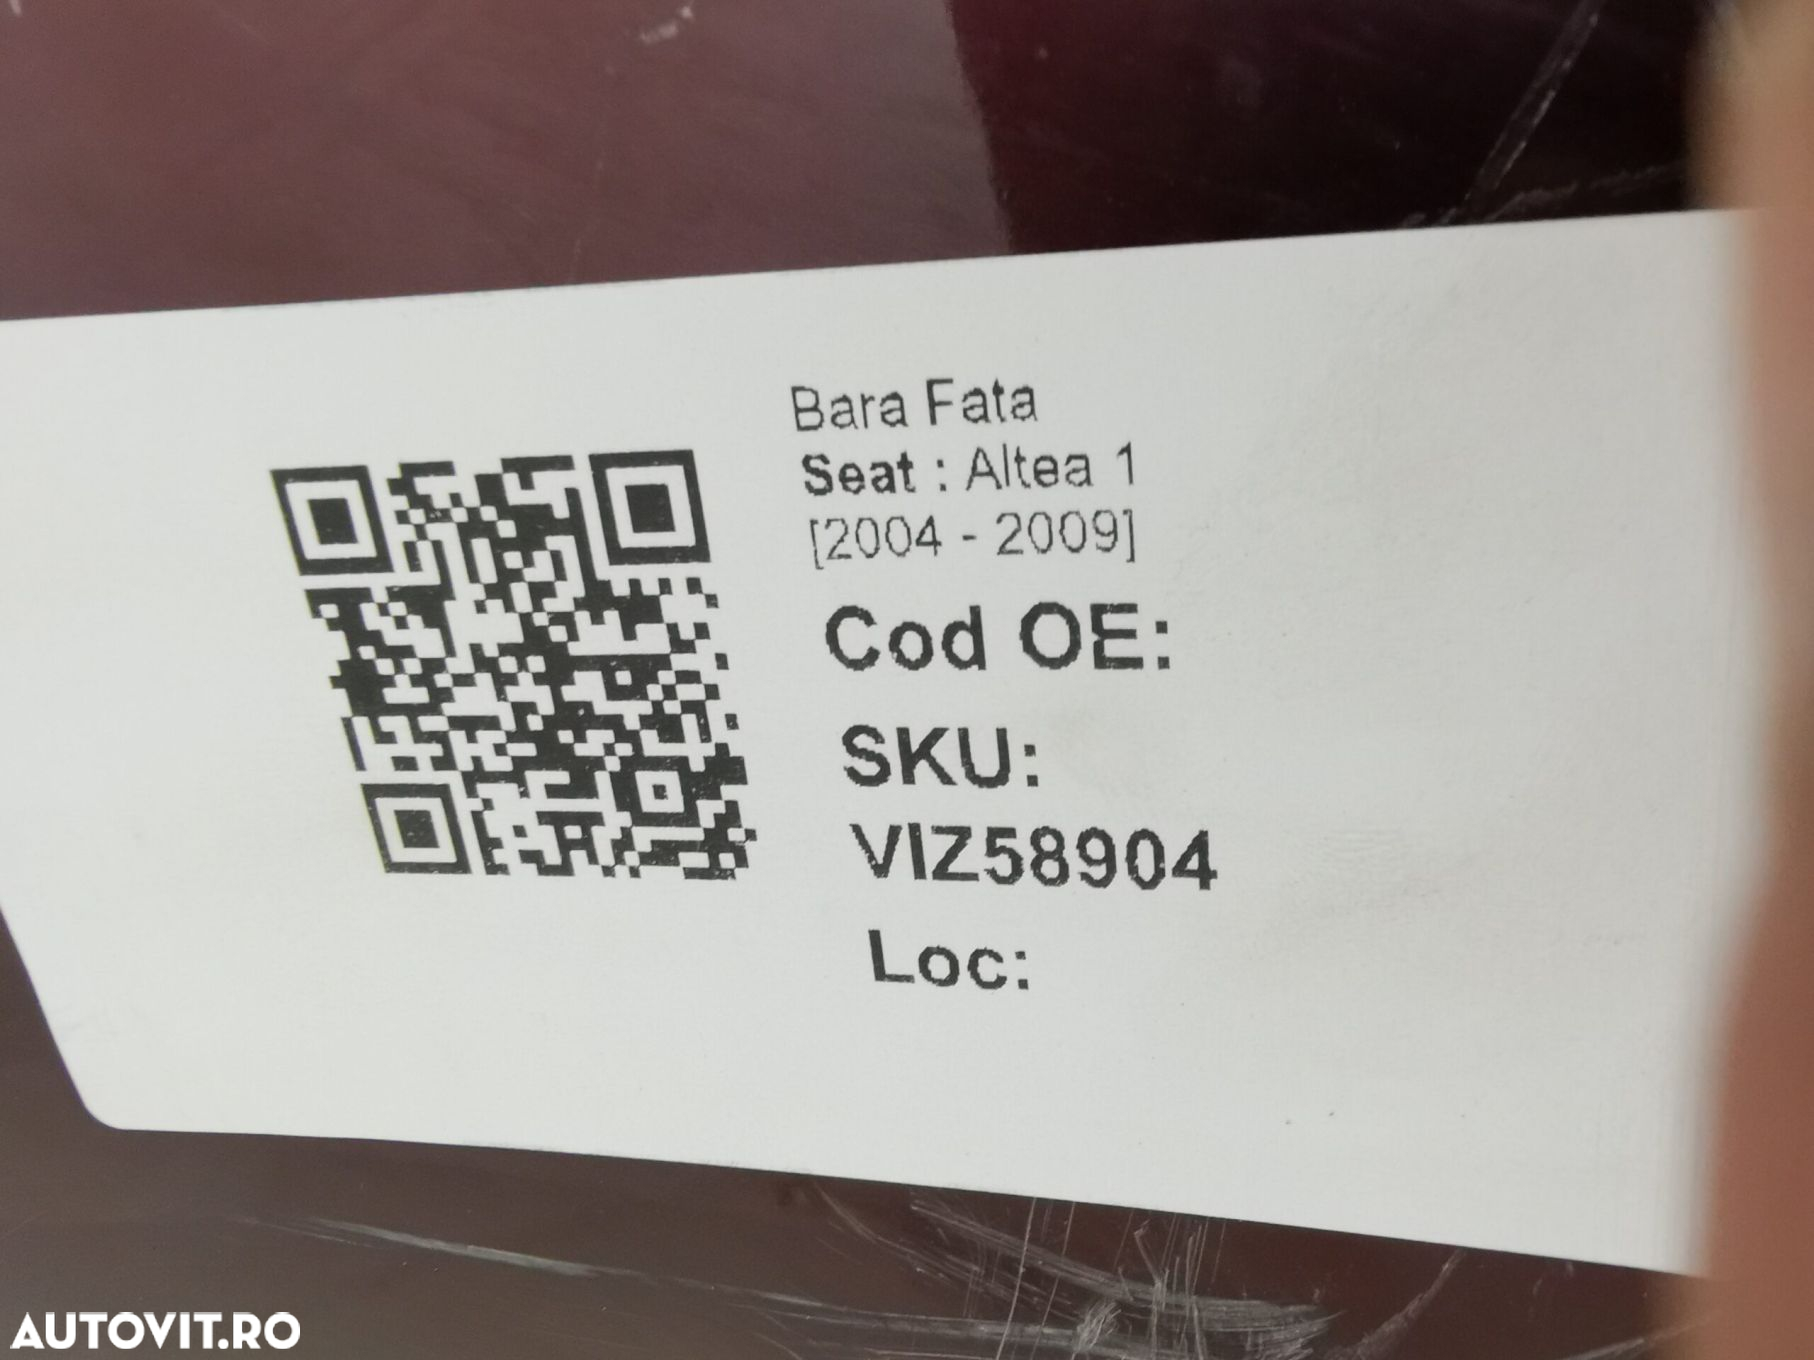 Bara Fata
Seat : Altea 1
[2004 - 2009]
Cod OE:
SKU:
VIZ58904
Loc:
AUTOVIT.RO